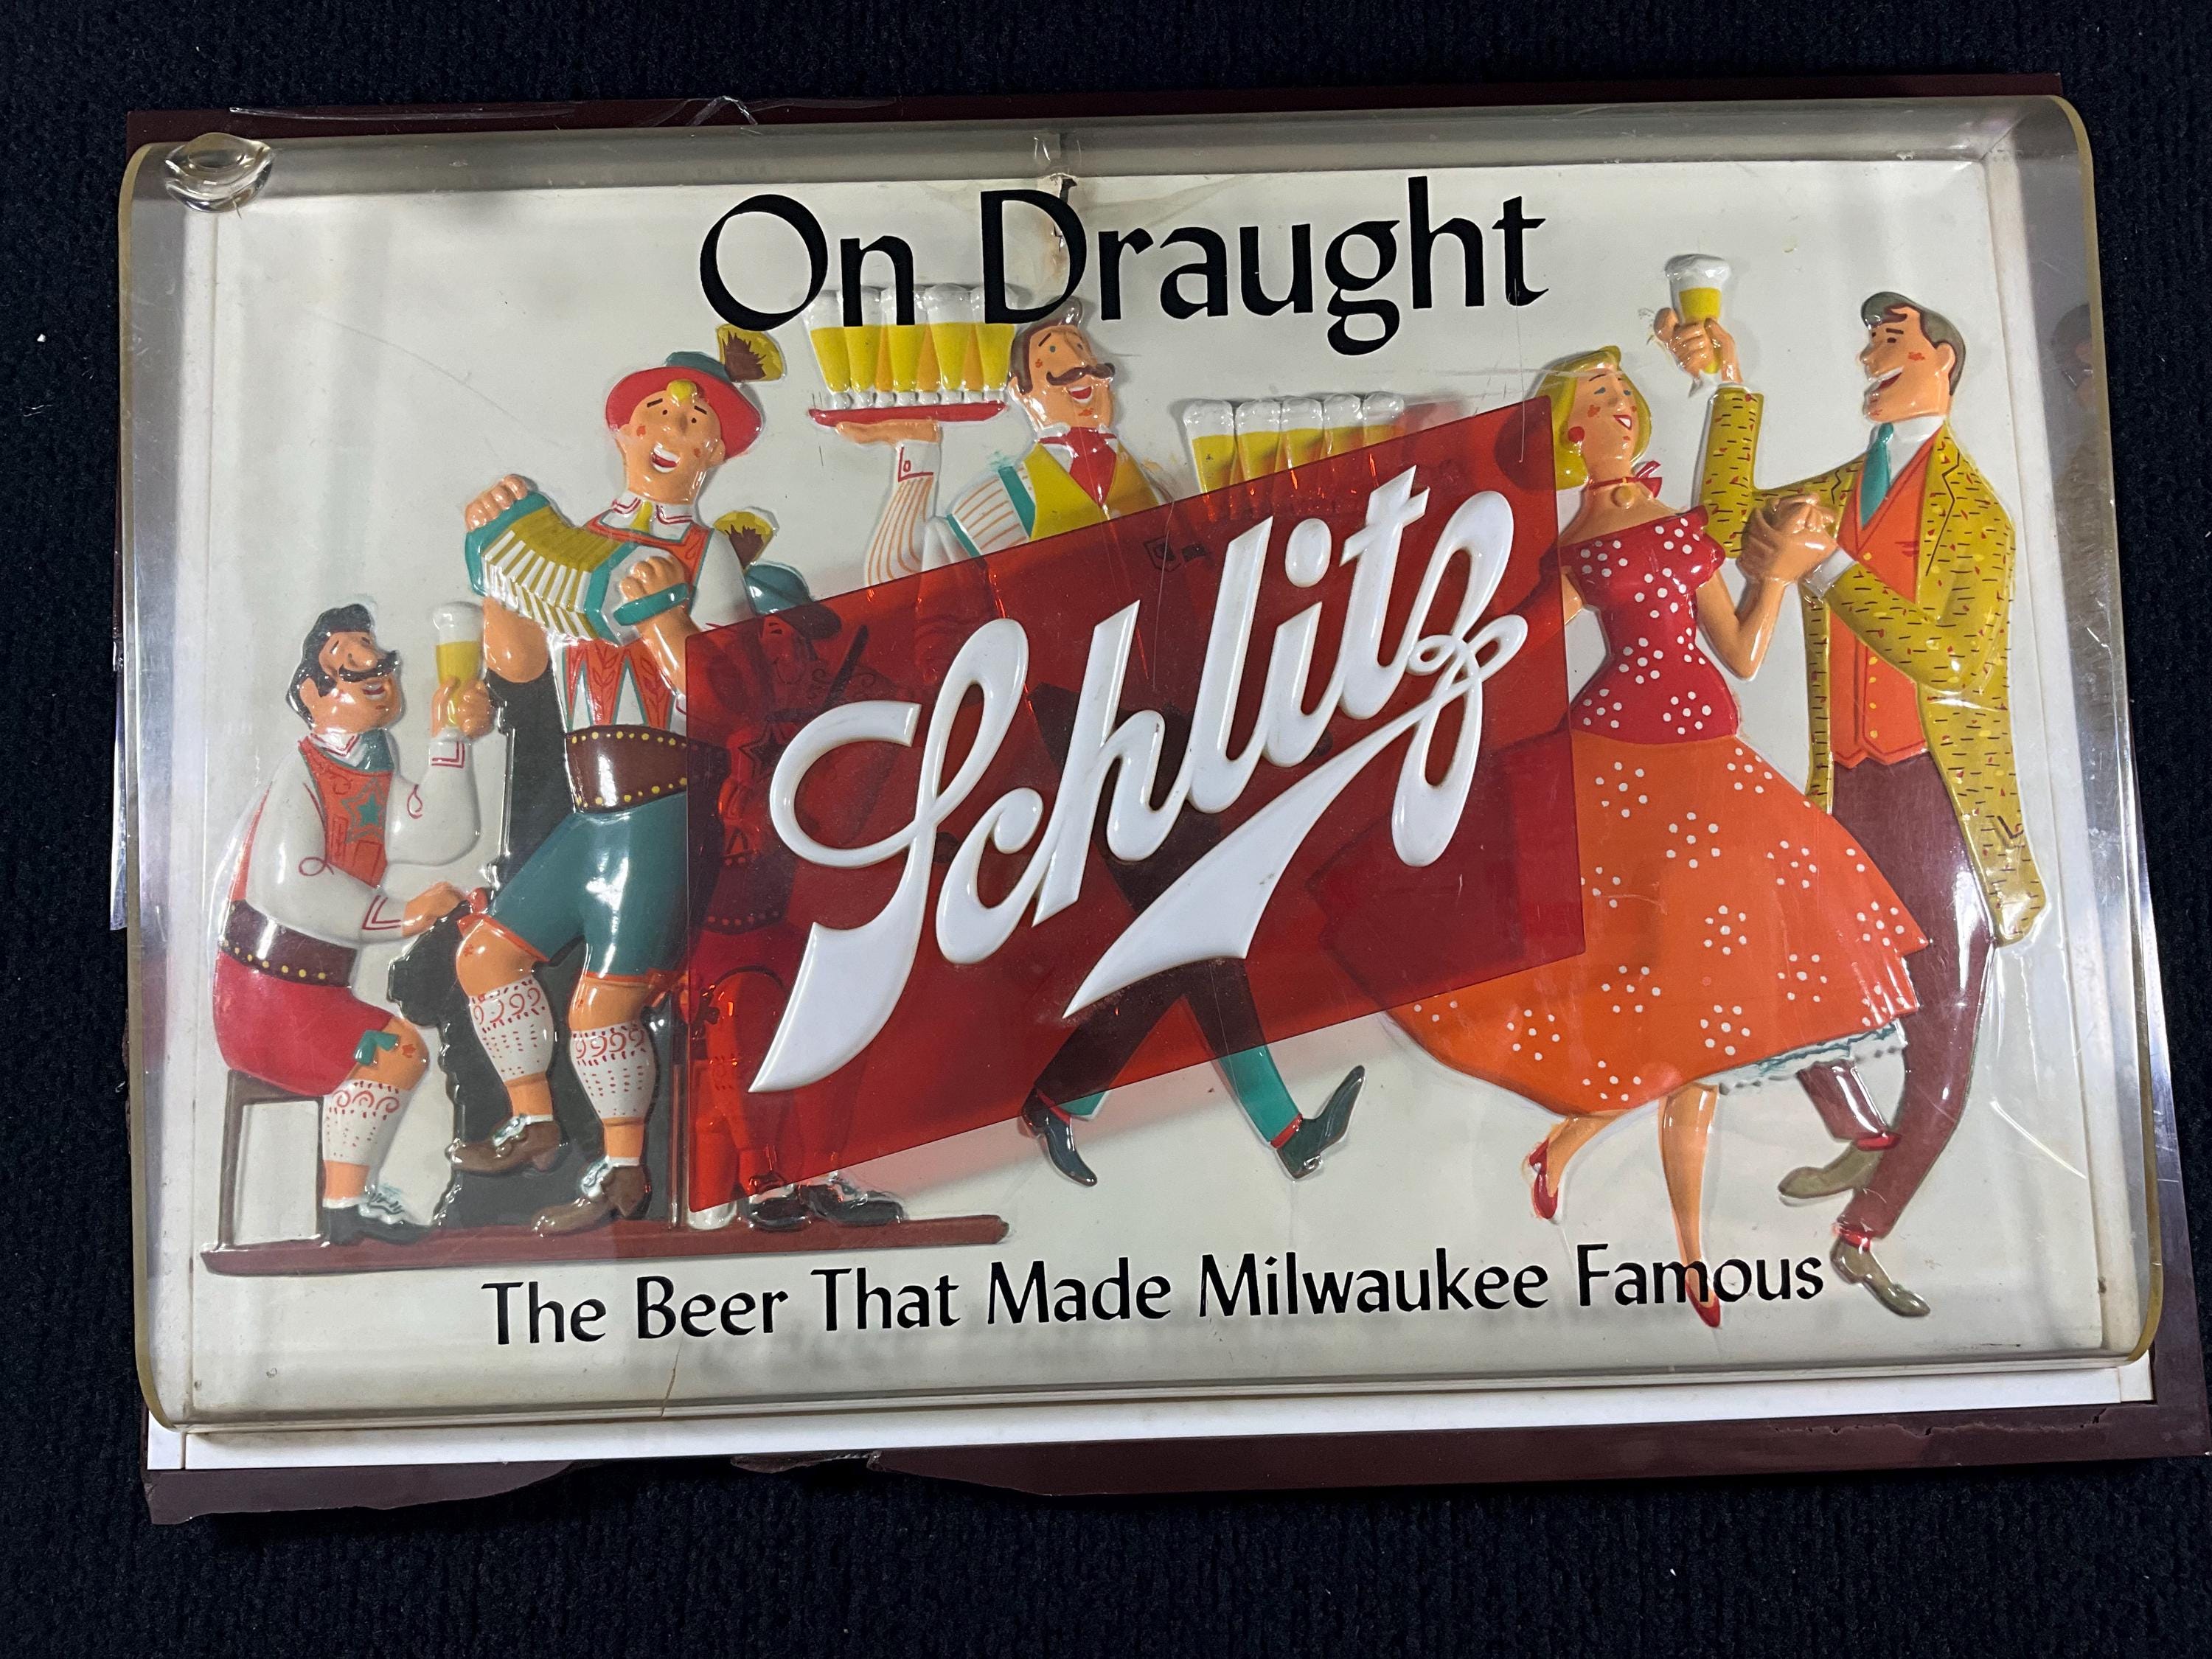 On Draught
Schlitz
The Beer That Made Milwaukee Famous